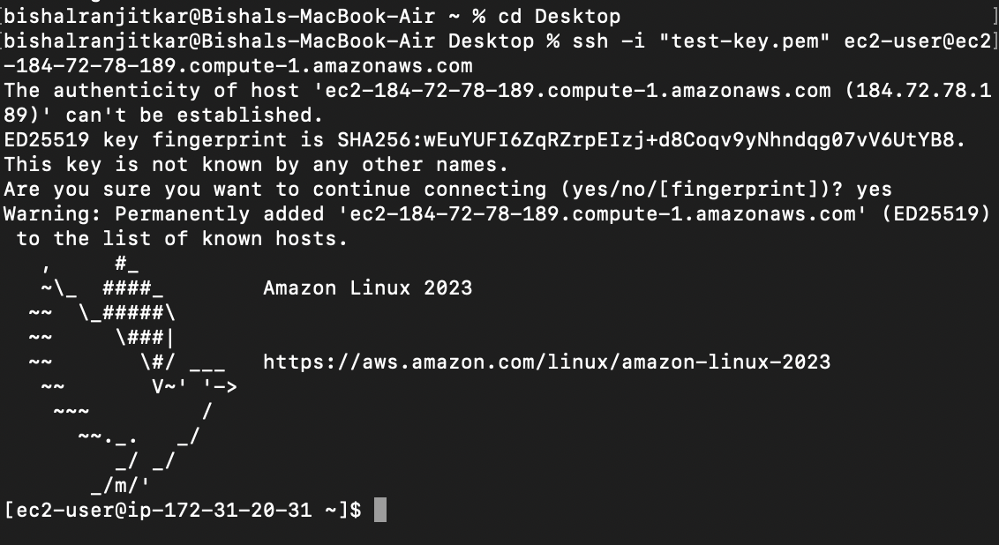 [bishalranjitkar@Bishals-MacBook-Air ~ % cd Desktop                              ]
[bishalranjitkar@Bishals-MacBook-Air Desktop % ssh -i "test-key.pem" ec2-user@ec2]
-184-72-78-189.compute-1.amazonaws.com
The authenticity of host 'ec2-184-72-78-189.compute-1.amazonaws.com (184.72.78.1
89)' can't be established.
ED25519 key fingerprint is SHA256:wEuYUFI6ZqRZrpEIzj+d8Coqv9yNhndqg07vV6UtYB8.
This key is not known by any other names.
Are you sure you want to continue connecting (yes/no/[fingerprint])? yes
Warning: Permanently added 'ec2-184-72-78-189.compute-1.amazonaws.com' (ED25519)
 to the list of known hosts.
   ,     #_
   ~\_  ####_        Amazon Linux 2023
  ~~  \_#####\
  ~~     \###|
  ~~       \#/ ___   https://aws.amazon.com/linux/amazon-linux-2023
   ~~       V~' '->
    ~~~         /
      ~~._.   _/
         _/ _/
       _/m/'
[ec2-user@ip-172-31-20-31 ~]$